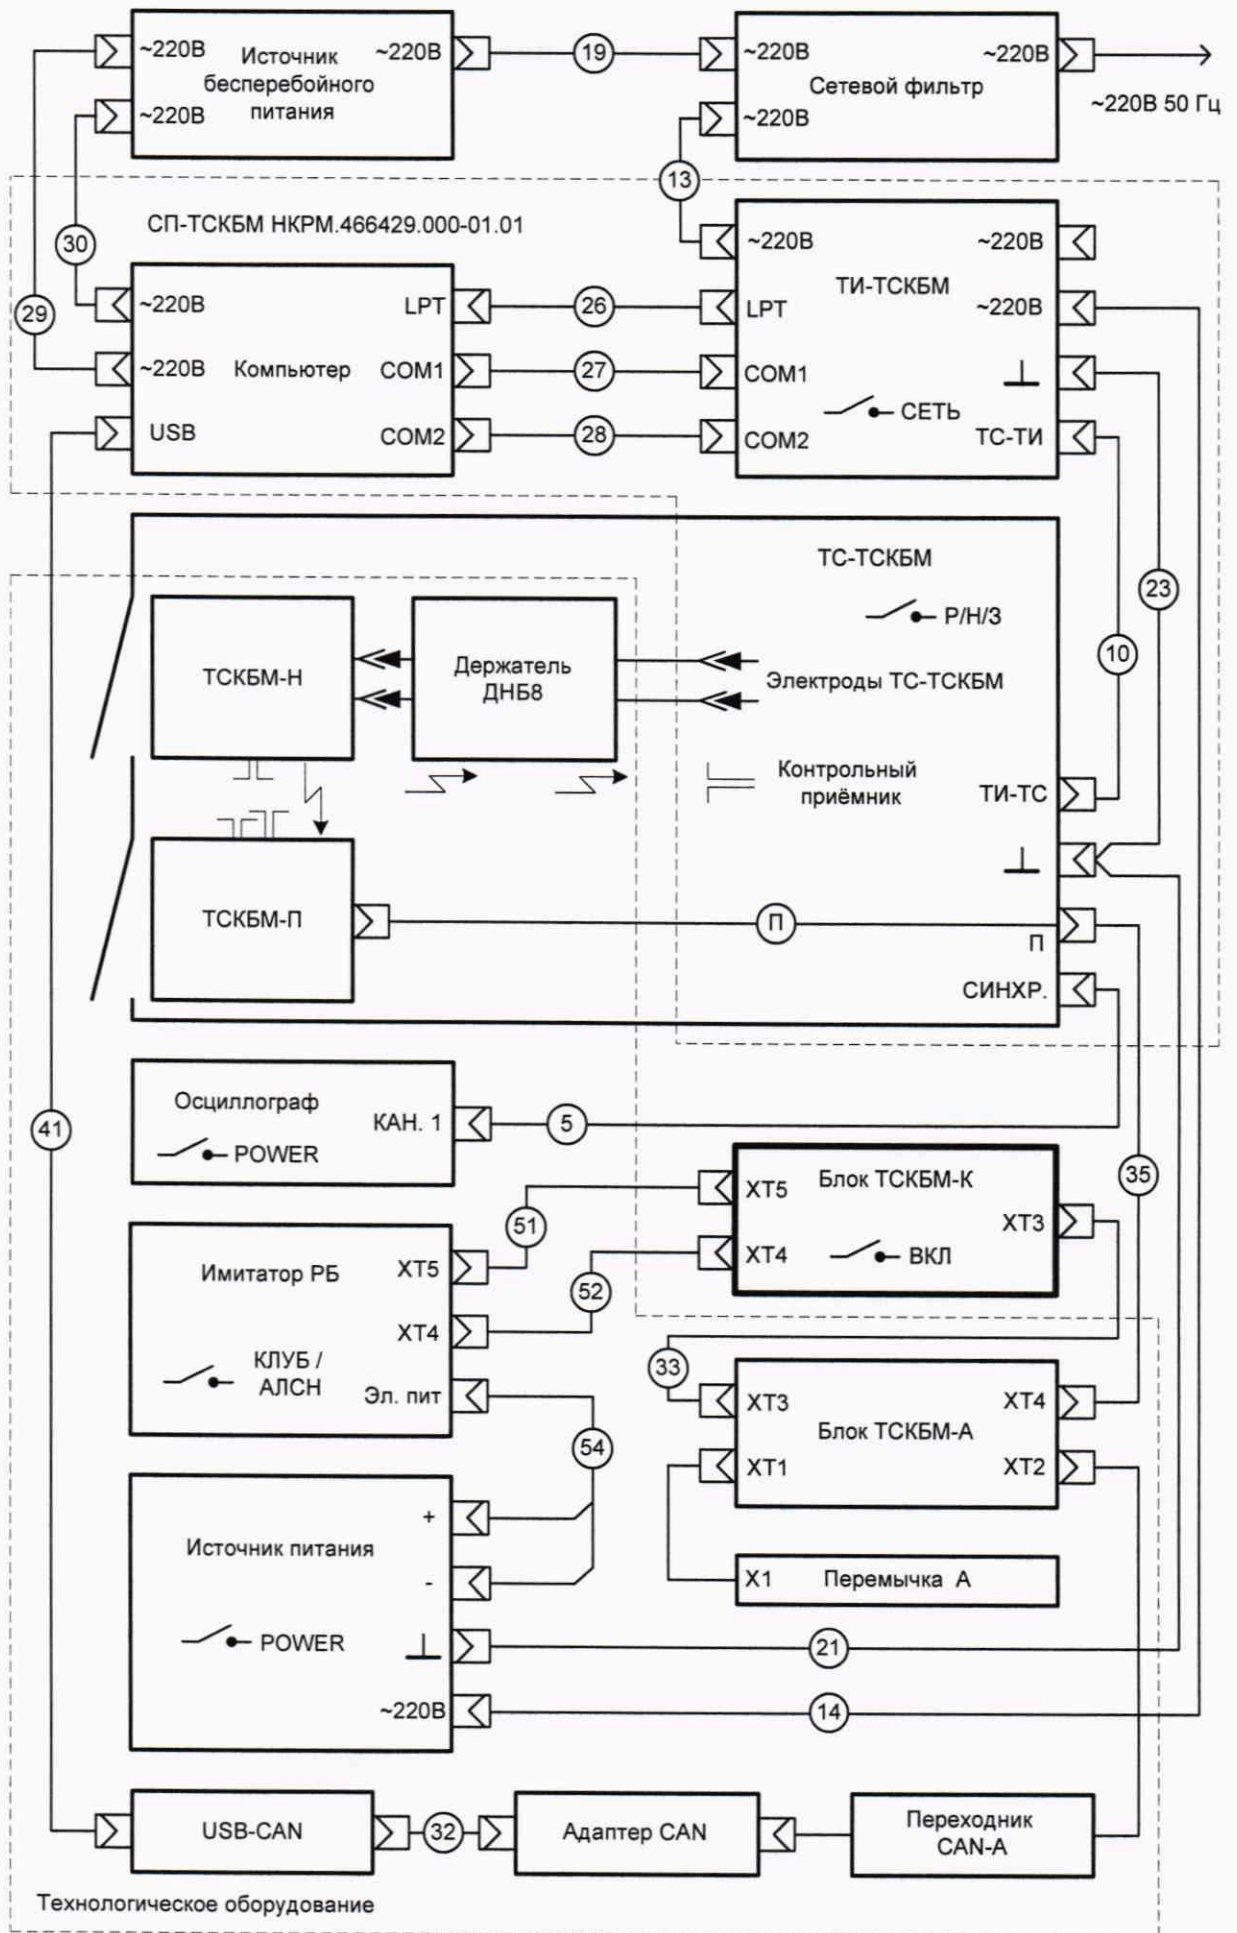 ~220В
Источник
бесперебойного
питания
~220В
~220В
19
~220В
Сетевой фильтр
~220В
~220В
~220В 50 Гц
13
СП-ТСКБМ НКРМ.466429.000-01.01
30
29
~220В
LPT
~220В
Компьютер
COM1
USB
COM2
26
27
28
~220В
~220В
ТИ-ТСКБМ
LPT
~220В
COM1
СЕТЬ
COM2
ТС-ТИ
ТС-ТСКБМ
Р/Н/З
23
10
ТСКБМ-Н
Держатель
ДНБ8
Электроды ТС-ТСКБМ
Контрольный
приёмник
ТИ-ТС
ТСКБМ-П
П
П
СИНХР.
41
Осциллограф
КАН. 1
POWER
5
35
Блок ТСКБМ-К
XT5
XT3
XT4
ВКЛ
51
52
Имитатор РБ
XT5
XT4
КЛУБ /
АЛСН
Эл. пит
33
XT3
XT4
Блок ТСКБМ-А
XT1
XT2
54
+
Источник питания
-
POWER
~220В
X1
Перемычка А
21
14
USB-CAN
32
Адаптер CAN
Переходник
CAN-A
Технологическое оборудование